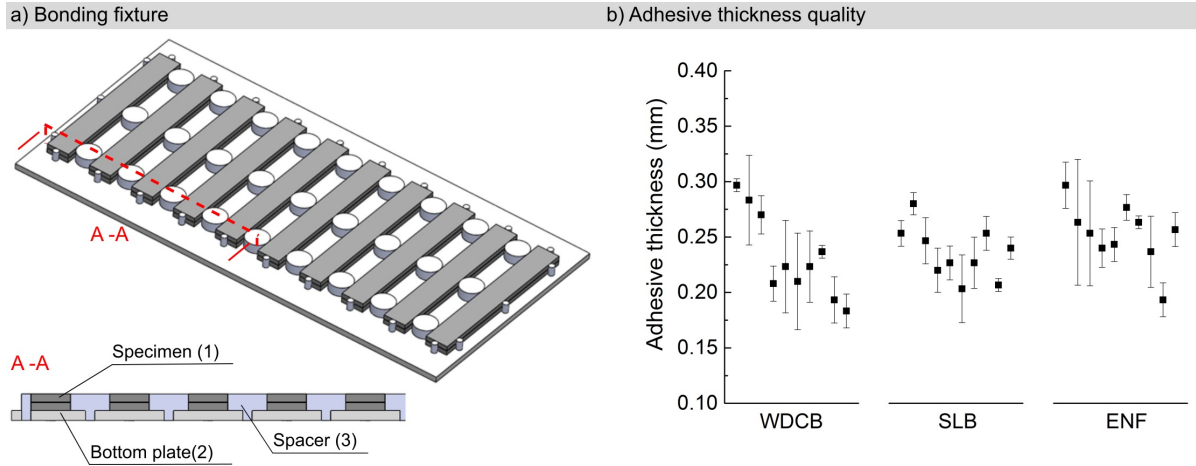 a) Bonding fixture
A -A
A -A
Specimen (1)
Bottom plate(2)
Spacer (3)
b) Adhesive thickness quality
Adhesive thickness (mm)
0.40
0.35
0.30
0.25
0.20
0.15
0.10
WDCB
SLB
ENF